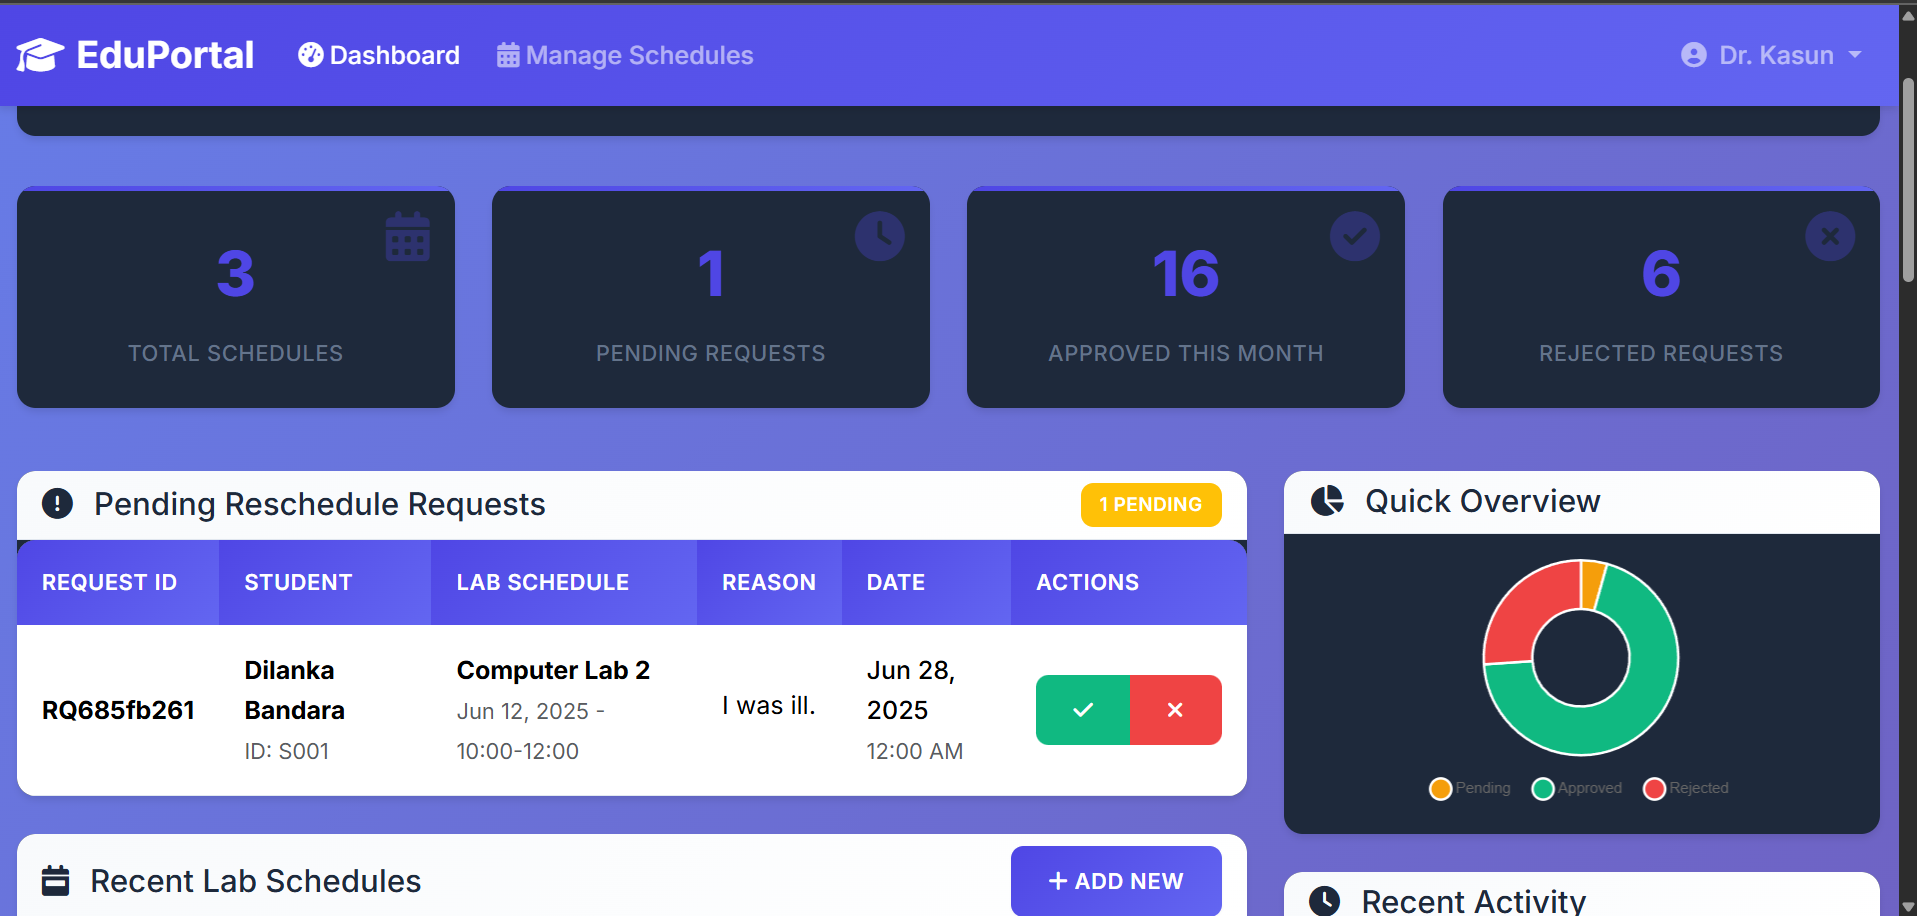 EduPortal
Dashboard
Manage Schedules
Dr. Kasun
3
TOTAL SCHEDULES
1
PENDING REQUESTS
16
APPROVED THIS MONTH
6
REJECTED REQUESTS
Pending Reschedule Requests
1 PENDING
REQUEST ID
STUDENT
LAB SCHEDULE
REASON
DATE
ACTIONS
RQ685fb261
Dilanka
Bandara
ID: S001
Computer Lab 2
Jun 12, 2025 -
10:00-12:00
I was ill.
Jun 28,
2025
12:00 AM
Quick Overview
Pending
Approved
Rejected
Recent Lab Schedules
+ ADD NEW
Recent Activity